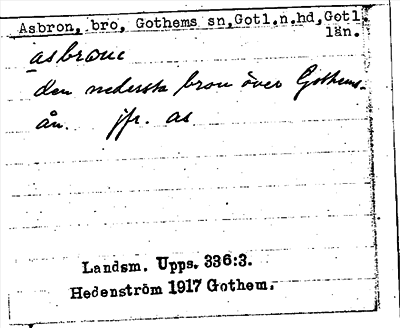 Asbron, bro, Gothems sn, Gotl.n.hd, Gotl.
län.
asbrone
den nedersta bron över Gothems-
ån. jfr. as
Landsm. Upps. 336:3.
Hedenström 1917 Gothem.